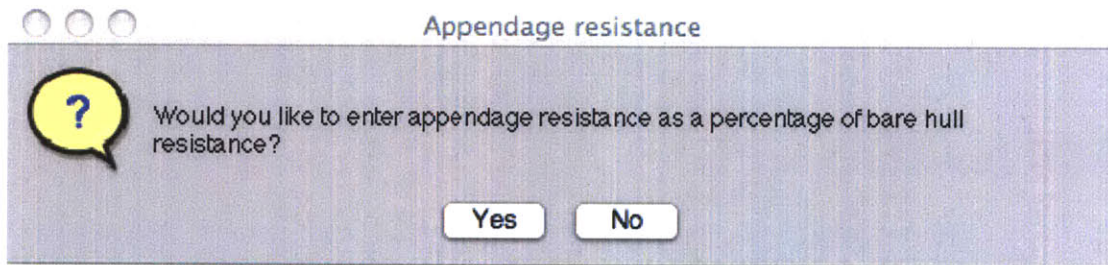 Appendage resistance
?
Would you like to enter appendage resistance as a percentage of bare hull
resistance?
Yes No